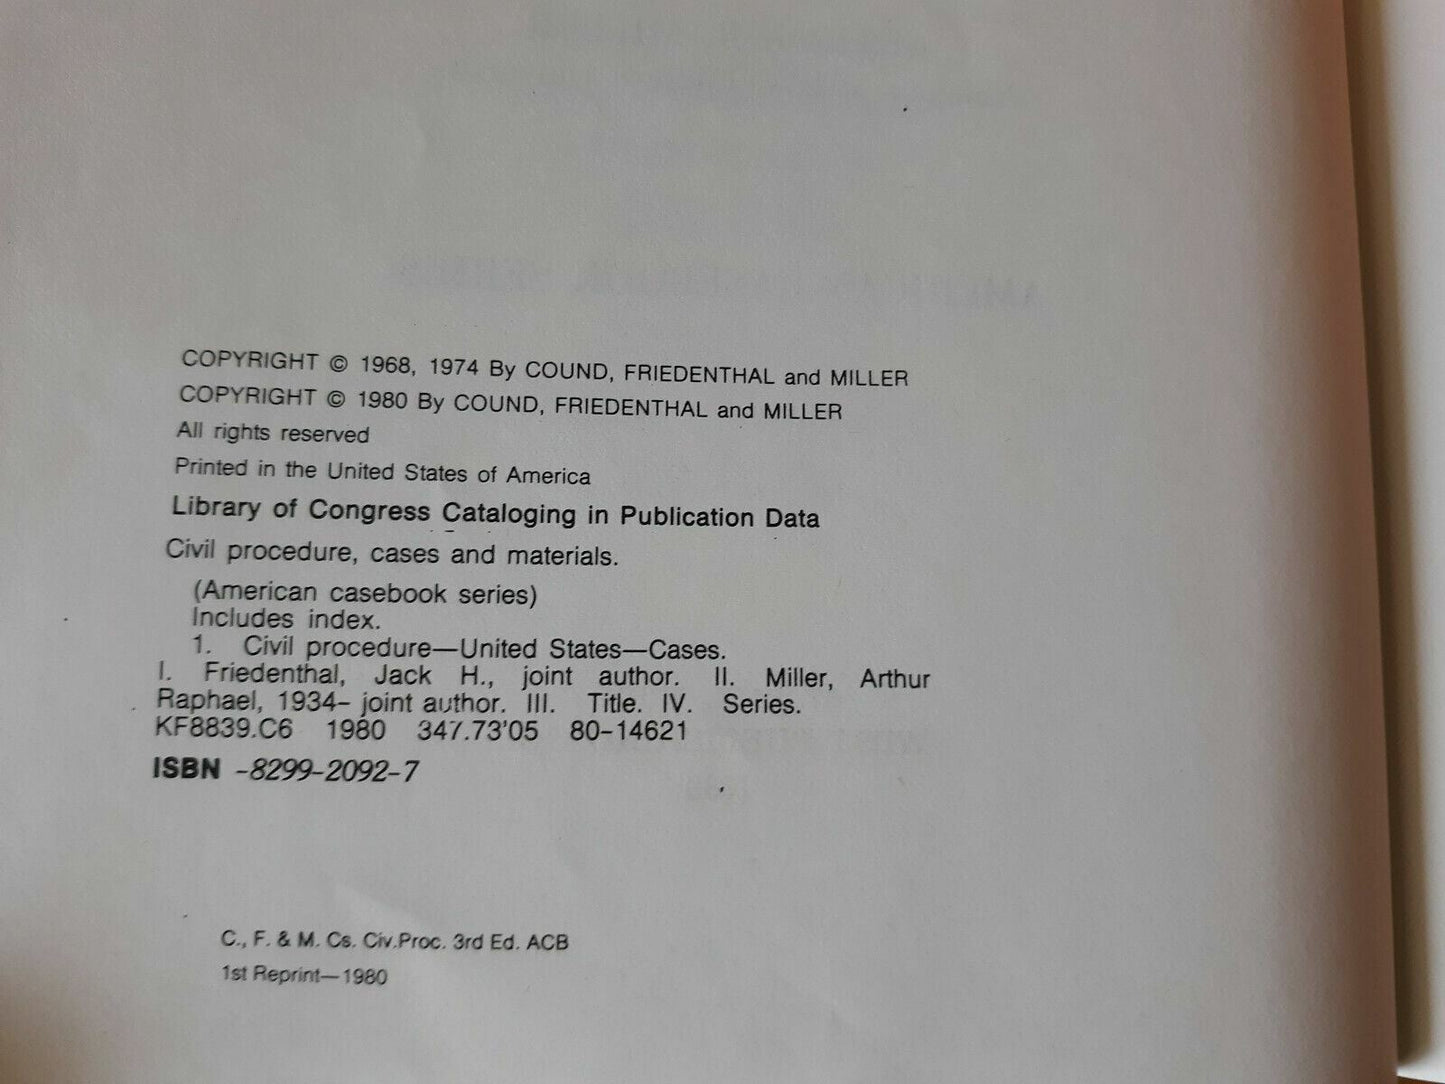 COPYRIGHT © 1968, 1974 By COUND, FRIEDENTHAL and MILLER
COPYRIGHT © 1980 By COUND, FRIEDENTHAL and MILLER
All rights reserved
Printed in the United States of America
Library of Congress Cataloging in Publication Data
Civil procedure, cases and materials.
(American casebook series)
Includes index.
1. Civil procedure—United States—Cases.
I. Friedenthal, Jack H., joint author. II. Miller, Arthur
Raphael, 1934– joint author. III. Title. IV. Series.
KF8839.C6 1980 347.73'05 80–14621
ISBN –8299–2092–7
C., F. & M. Cs. Civ.Proc. 3rd Ed. ACB
1st Reprint—1980